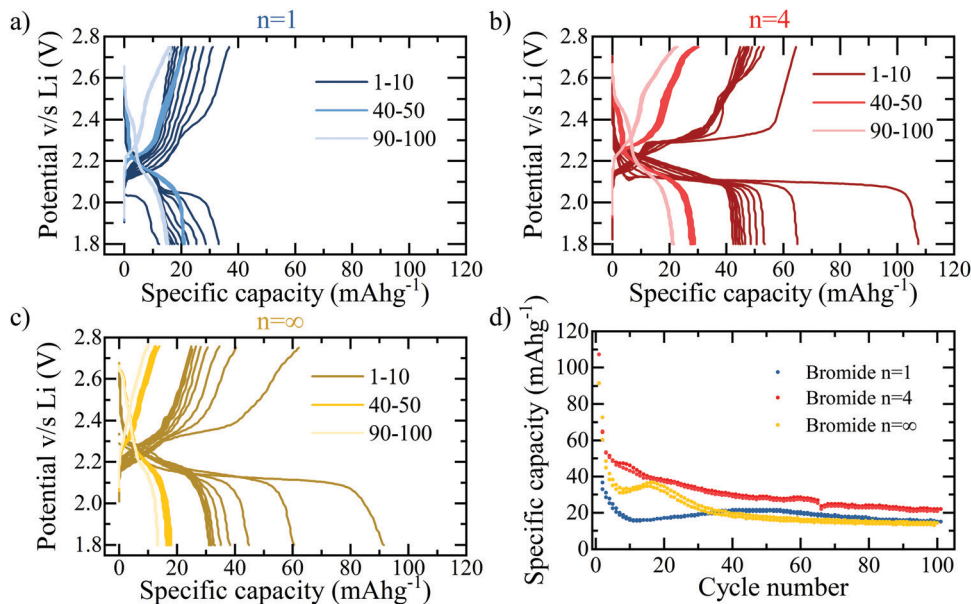 a)
n=1
2.8
2.6
2.4
2.2
2.0
1.8
Potential v/s Li (V)
1-10
40-50
90-100
0 20 40 60 80 100 120
Specific capacity (mAhg⁻¹)
b)
n=4
2.8
2.6
2.4
2.2
2.0
1.8
Potential v/s Li (V)
1-10
40-50
90-100
0 20 40 60 80 100 120
Specific capacity (mAhg⁻¹)
c)
n=∞
2.8
2.6
2.4
2.2
2.0
1.8
Potential v/s Li (V)
1-10
40-50
90-100
0 20 40 60 80 100 120
Specific capacity (mAhg⁻¹)
d)
120
100
80
60
40
20
0
Specific capacity (mAhg⁻¹)
Bromide n=1
Bromide n=4
Bromide n=∞
0 20 40 60 80 100
Cycle number